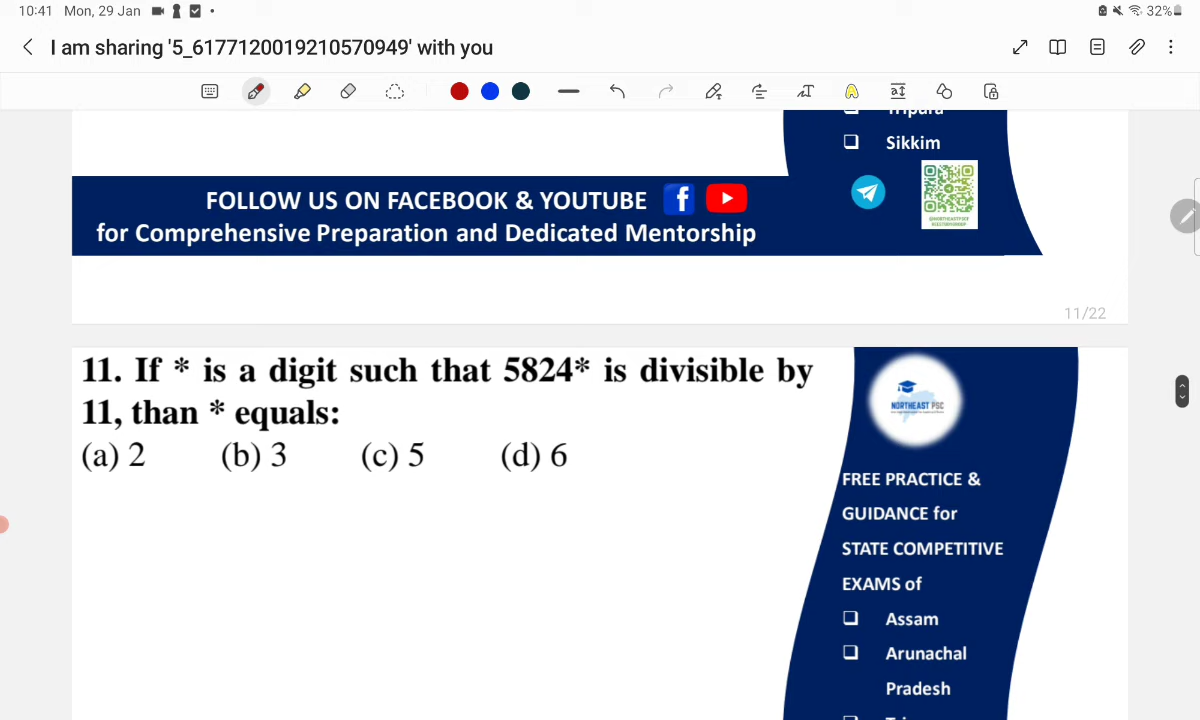 10:41 Mon, 29 Jan
32%
I am sharing '5_6177120019210570949' with you
Tripura
Sikkim
FOLLOW US ON FACEBOOK & YOUTUBE
for Comprehensive Preparation and Dedicated Mentorship
11/22
11. If * is a digit such that 5824* is divisible by
11, than * equals:
(a) 2 (b) 3 (c) 5 (d) 6
NORTHEAST PSC
FREE PRACTICE &
GUIDANCE for
STATE COMPETITIVE
EXAMS of
Assam
Arunachal
Pradesh